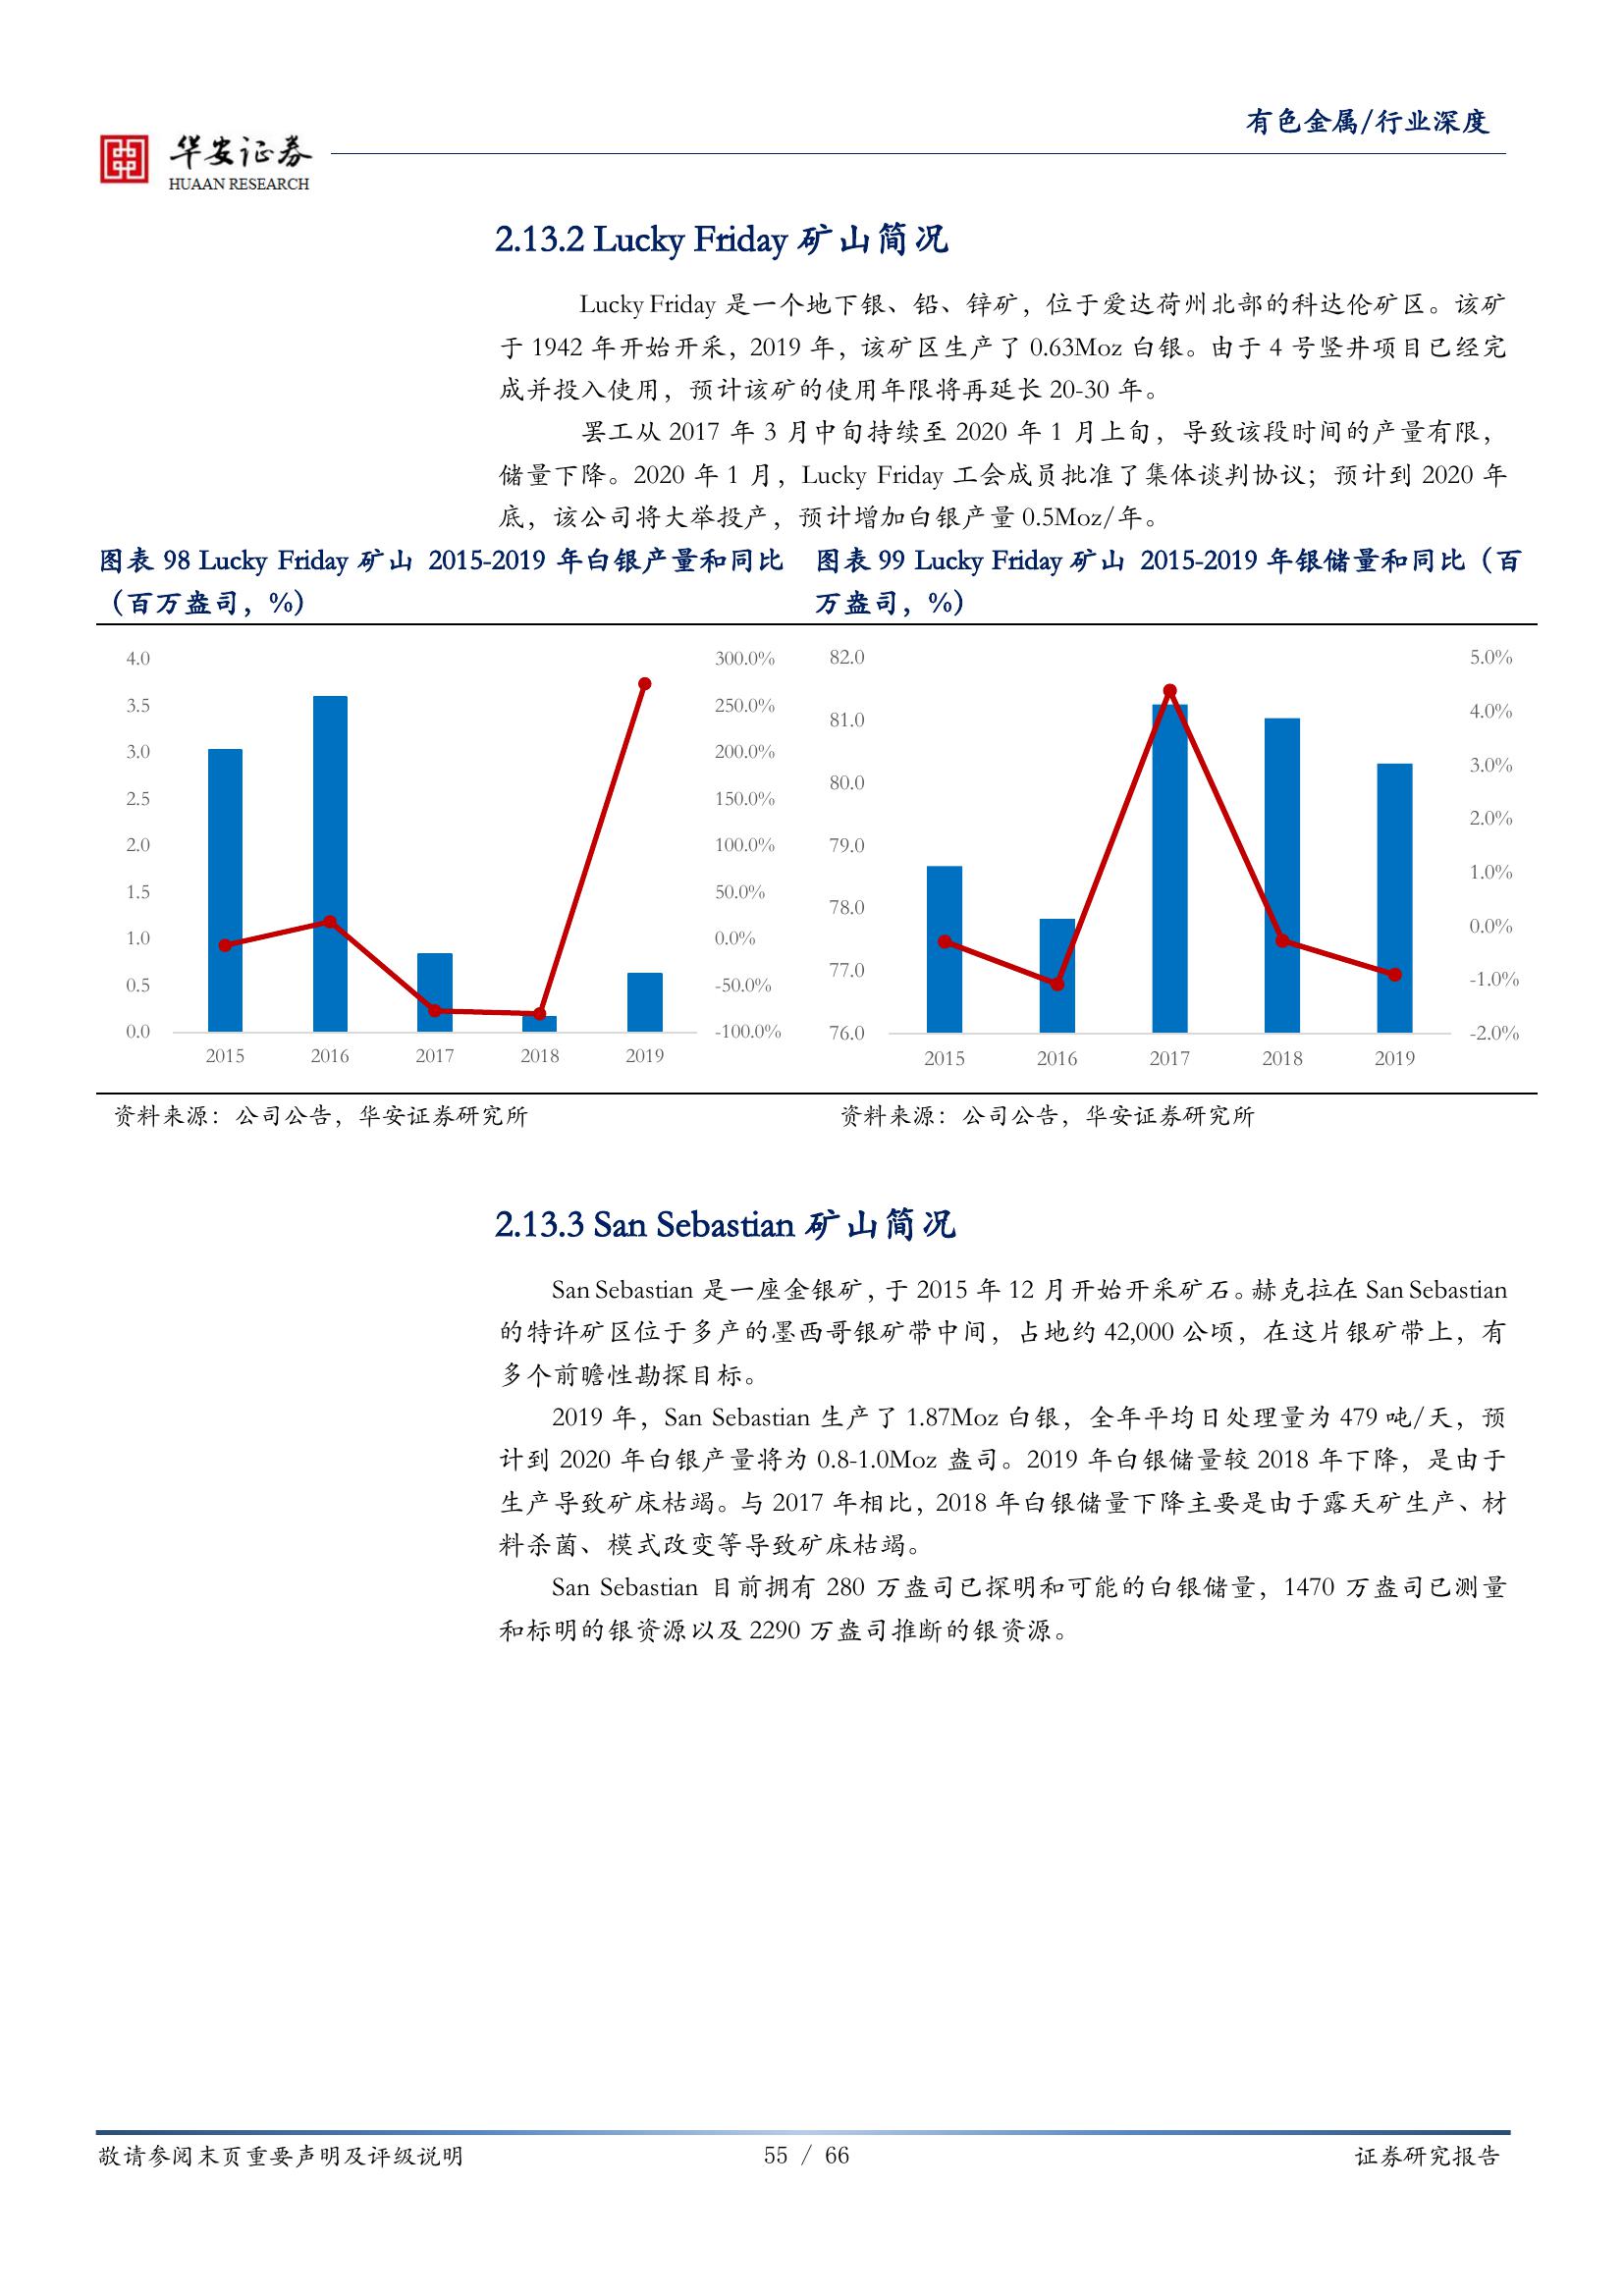 有色金属/行业深度
华安证券
HUAAN RESEARCH
2.13.2 Lucky Friday 矿山简况
Lucky Friday 是一个地下银、铅、锌矿，位于爱达荷州北部的科达伦矿区。该矿
于 1942 年开始开采，2019 年，该矿区生产了 0.63Moz 白银。由于 4 号竖井项目已经完
成并投入使用，预计该矿的使用年限将再延长 20-30 年。
罢工从 2017 年 3 月中旬持续至 2020 年 1 月上旬，导致该段时间的产量有限，
储量下降。2020 年 1 月，Lucky Friday 工会成员批准了集体谈判协议；预计到 2020 年
底，该公司将大举投产，预计增加白银产量 0.5Moz/年。
图表 98 Lucky Friday 矿山 2015-2019 年白银产量和同比
（百万盎司，%）
4.0
3.5
3.0
2.5
2.0
1.5
1.0
0.5
0.0
300.0%
250.0%
200.0%
150.0%
100.0%
50.0%
0.0%
-50.0%
-100.0%
2015 2016 2017 2018 2019
资料来源：公司公告，华安证券研究所
图表 99 Lucky Friday 矿山 2015-2019 年银储量和同比（百
万盎司，%）
82.0
81.0
80.0
79.0
78.0
77.0
76.0
5.0%
4.0%
3.0%
2.0%
1.0%
0.0%
-1.0%
-2.0%
2015 2016 2017 2018 2019
资料来源：公司公告，华安证券研究所
2.13.3 San Sebastian 矿山简况
San Sebastian 是一座金银矿，于 2015 年 12 月开始开采矿石。赫克拉在 San Sebastian
的特许矿区位于多产的墨西哥银矿带中间，占地约 42,000 公顷，在这片银矿带上，有
多个前瞻性勘探目标。
2019 年，San Sebastian 生产了 1.87Moz 白银，全年平均日处理量为 479 吨/天，预
计到 2020 年白银产量将为 0.8-1.0Moz 盎司。2019 年白银储量较 2018 年下降，是由于
生产导致矿床枯竭。与 2017 年相比，2018 年白银储量下降主要是由于露天矿生产、材
料杀菌、模式改变等导致矿床枯竭。
San Sebastian 目前拥有 280 万盎司已探明和可能的白银储量，1470 万盎司已测量
和标明的银资源以及 2290 万盎司推断的银资源。
敬请参阅末页重要声明及评级说明
55 / 66
证券研究报告